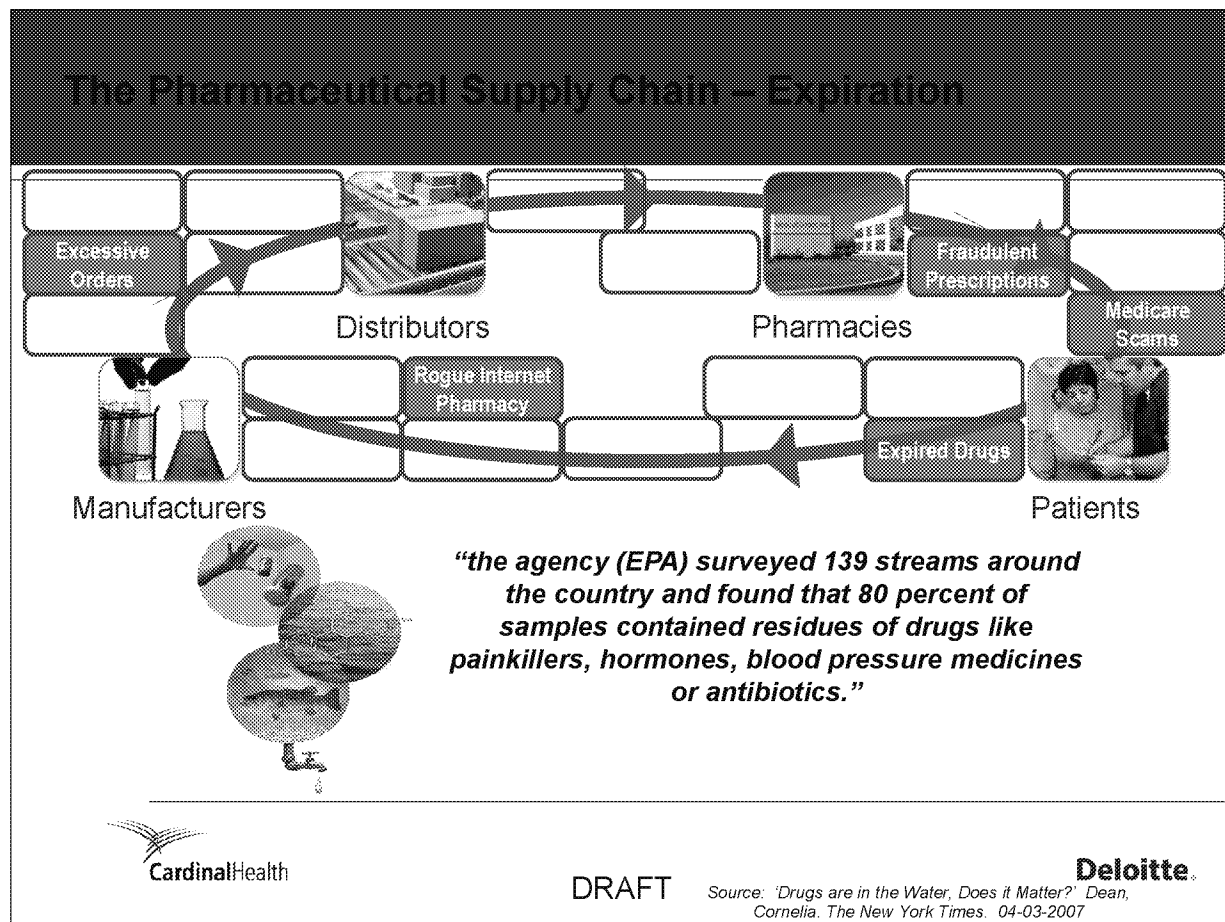 The Pharmaceutical Supply Chain – Expiration
Excessive
Orders
Distributors
Pharmacies
Fraudulent
Prescriptions
Medicare
Scams
Rogue Internet
Pharmacy
Expired Drugs
Manufacturers
Patients
“the agency (EPA) surveyed 139 streams around
the country and found that 80 percent of
samples contained residues of drugs like
painkillers, hormones, blood pressure medicines
or antibiotics.”
CardinalHealth
DRAFT
Deloitte.
Source: ‘Drugs are in the Water, Does it Matter?’ Dean,
Cornelia. The New York Times. 04-03-2007